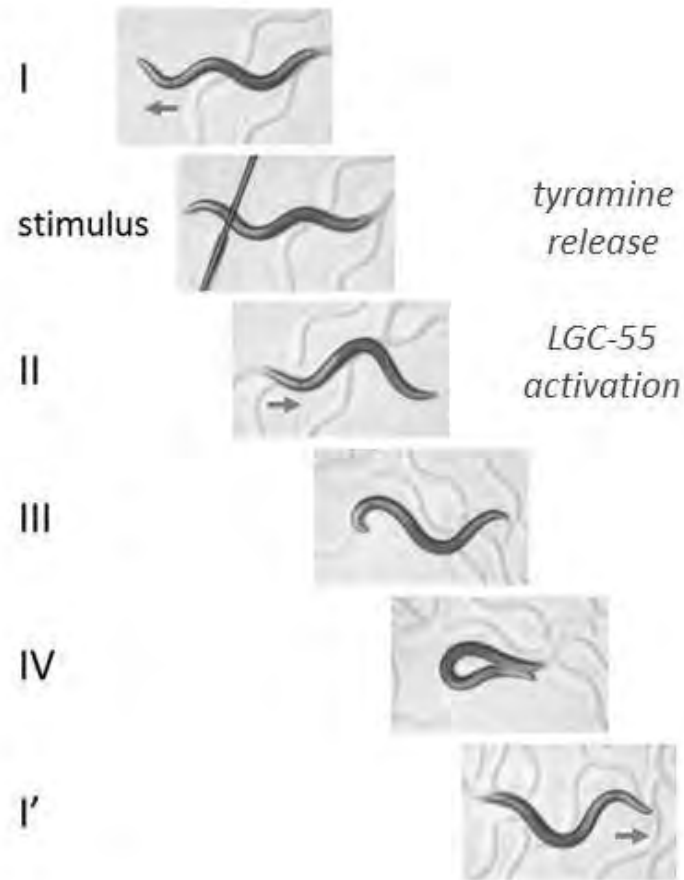 I
stimulus
tyramine
release
II
LGC-55
activation
III
IV
I’